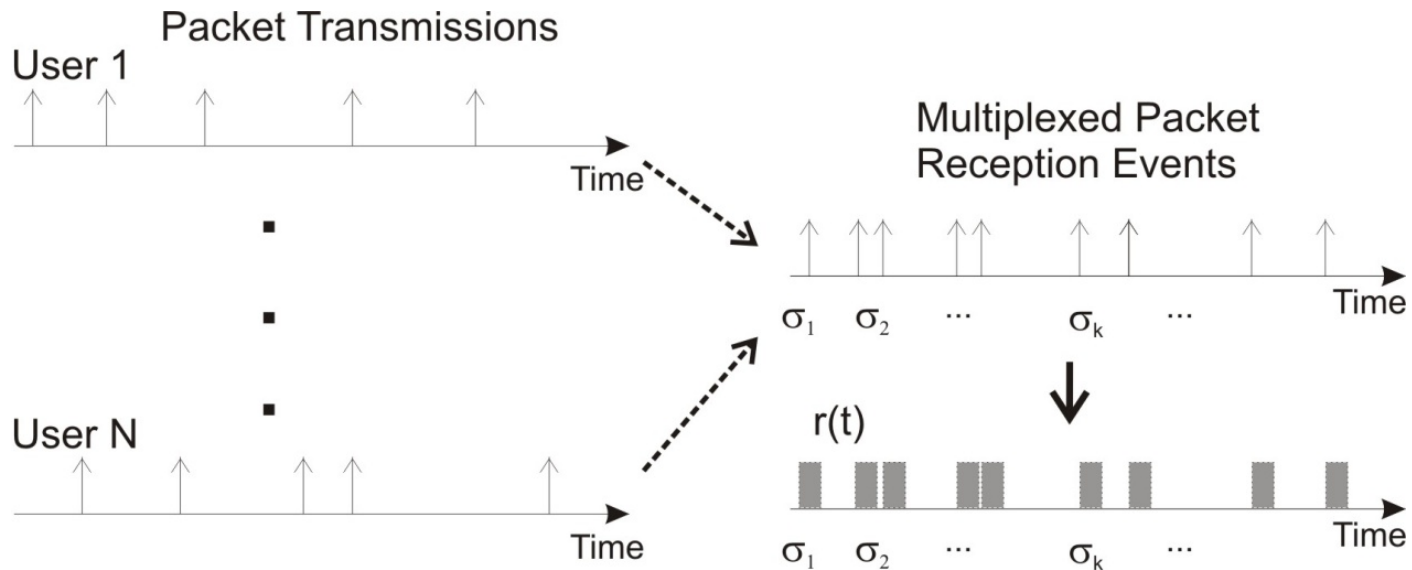 Packet Transmissions
User 1
Time
User N
Time
Multiplexed Packet
Reception Events
Time
σ1 σ2 ... σk ...
r(t)
Time
σ1 σ2 ... σk ...